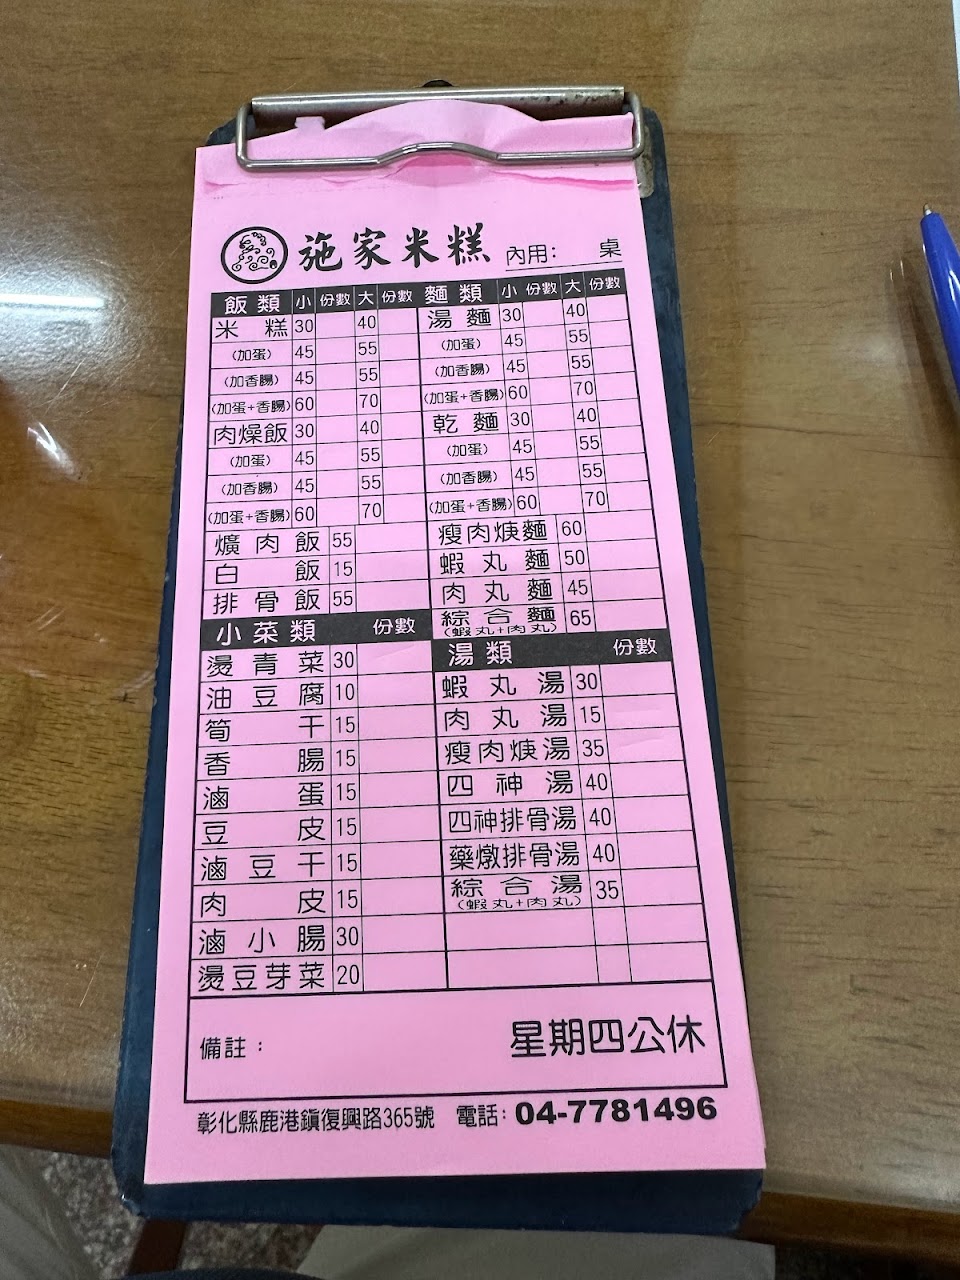 施家米糕 內用： 桌
飯類 小 份數 大 份數
米糕 30 40
(加蛋) 45 55
(加香腸) 45 55
(加蛋+香腸) 60 70
肉燥飯 30 40
(加蛋) 45 55
(加香腸) 45 55
(加蛋+香腸) 60 70
爌肉飯 55
白飯 15
排骨飯 55
小菜類 份數
燙青菜 30
油豆腐 10
筍干 15
香腸 15
滷蛋 15
豆皮 15
滷豆干 15
肉皮 15
滷小腸 30
燙豆芽菜 20
麵類 小 份數 大 份數
湯麵 30 40
(加蛋) 45 55
(加香腸) 45 55
(加蛋+香腸) 60 70
乾麵 30 40
(加蛋) 45 55
(加香腸) 45 55
(加蛋+香腸) 60 70
瘦肉焿麵 60
蝦丸麵 50
肉丸麵 45
綜合麵 65
(蝦丸+肉丸)
湯類 份數
蝦丸湯 30
肉丸湯 15
瘦肉焿湯 35
四神湯 40
四神排骨湯 40
藥燉排骨湯 40
綜合湯 35
(蝦丸+肉丸)
備註： 星期四公休
彰化縣鹿港鎮復興路365號 電話：04-7781496